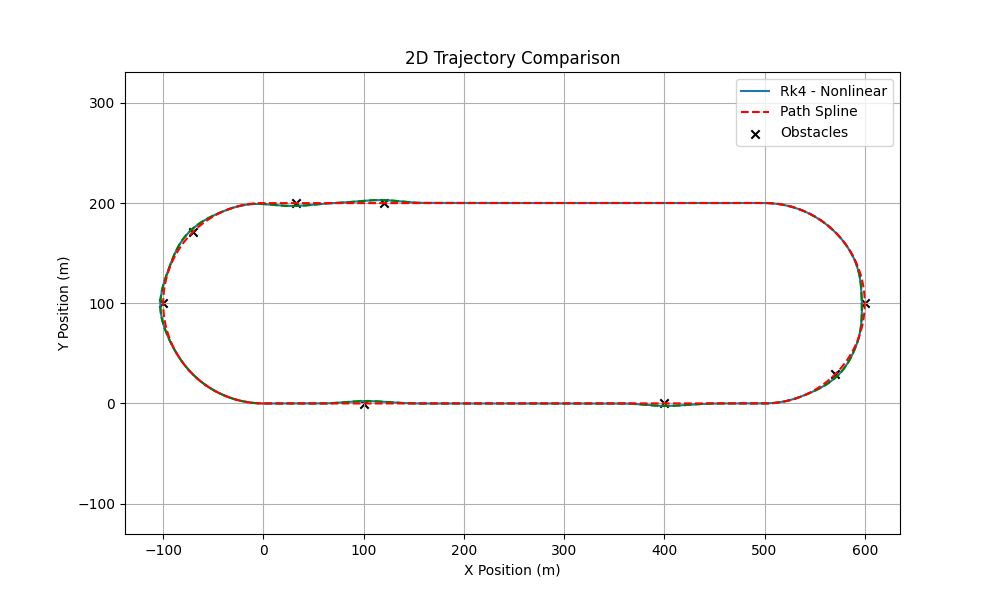 2D Trajectory Comparison
Rk4 - Nonlinear
Path Spline
Obstacles
300
200
100
0
−100
Y Position (m)
−100 0 100 200 300 400 500 600
X Position (m)